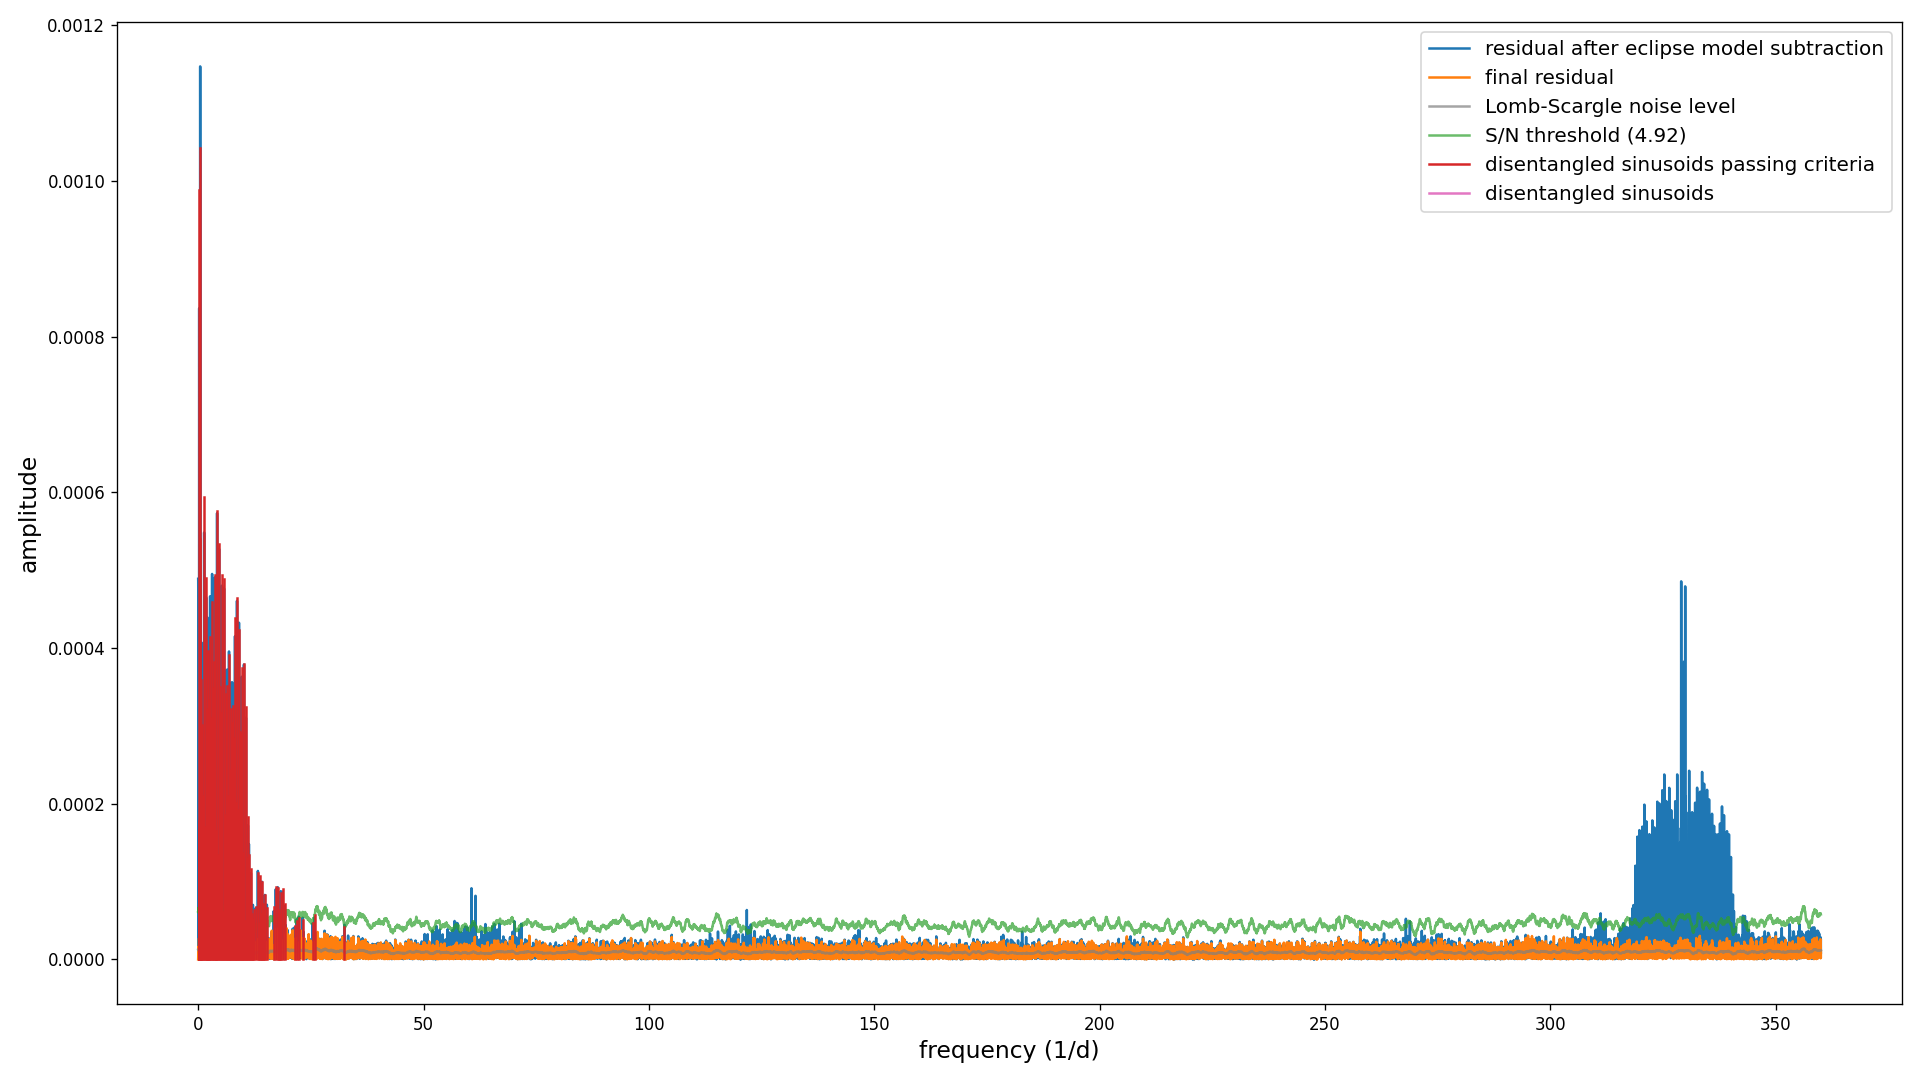 0.0012
0.0010
0.0008
0.0006
0.0004
0.0002
0.0000
amplitude
residual after eclipse model subtraction
final residual
Lomb-Scargle noise level
S/N threshold (4.92)
disentangled sinusoids passing criteria
disentangled sinusoids
0 50 100 150 200 250 300 350
frequency (1/d)